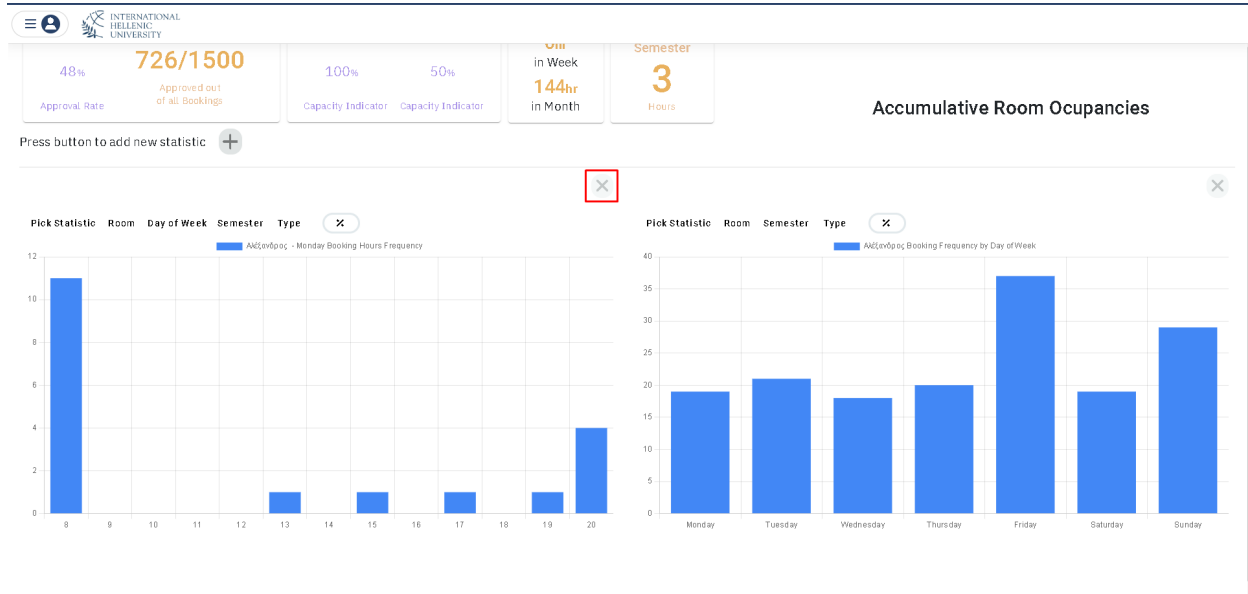 INTERNATIONAL
HELLENIC
UNIVERSITY
48%
Approval Rate
726/1500
Approved out
of all Bookings
100%
Capacity Indicator
50%
Capacity Indicator
in Week
144hr
in Month
Semester
3
Hours
Accumulative Room Ocupancies
Press button to add new statistic
Pick Statistic Room Day of Week Semester Type %
Αλέξανδρος - Monday Booking Hours Frequency
12
10
8
6
4
2
0
8 9 10 11 12 13 14 15 16 17 18 19 20
Pick Statistic Room Semester Type %
Αλέξανδρος Booking Frequency by Day of Week
40
35
30
25
20
15
10
5
0
Monday Tuesday Wednesday Thursday Friday Saturday Sunday